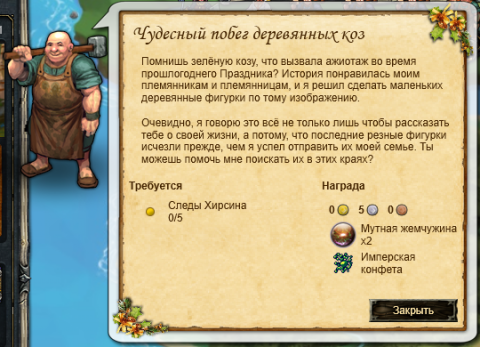 Чудесный побег деревянных коз
Помнишь зелёную козу, что вызвала ажиотаж во время
прошлогоднего Праздника? История понравилась моим
племянникам и племянницам, и я решил сделать маленьких
деревянные фигурки по тому изображению.
Очевидно, я говорю это всё не только лишь чтобы рассказать
тебе о своей жизни, а потому, что последние резные фигурки
исчезли прежде, чем я успел отправить их моей семье. Ты
можешь помочь мне поискать их в этих краях?
Требуется
Следы Хирсина
0/5
Награда
0 5 0
Мутная жемчужина
x2
Имперская
конфета
Закрыть